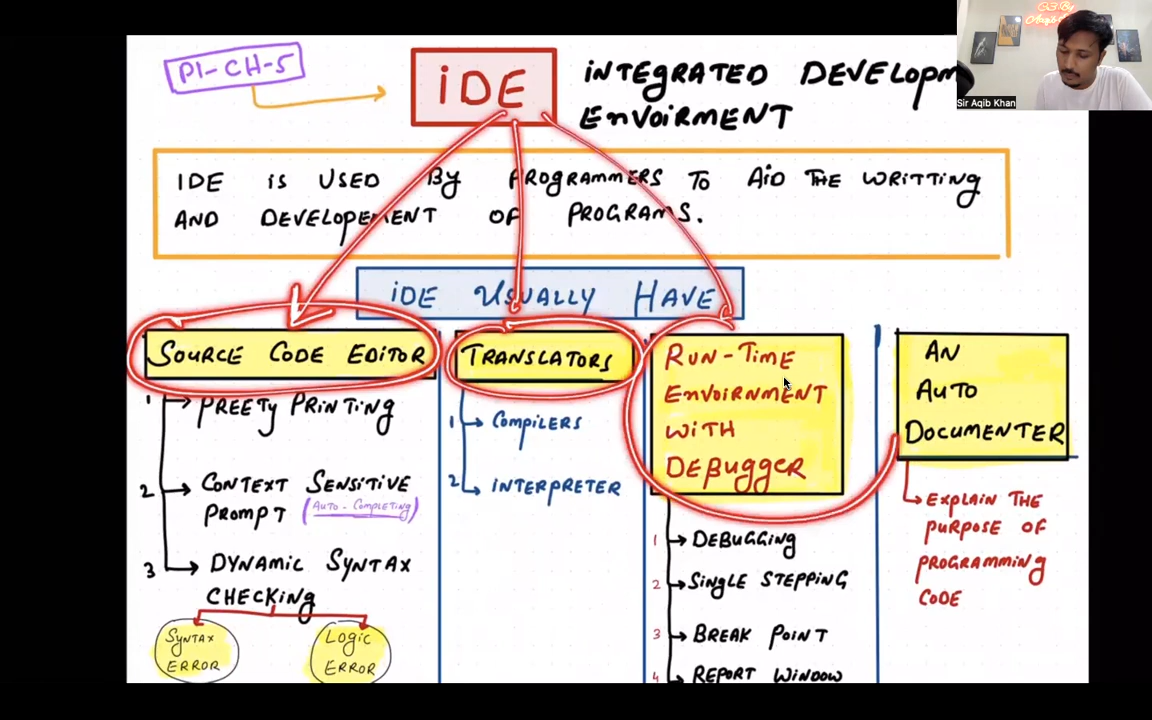 P1-CH-5
IDE
INTEGRATED DEVELOPM
ENVOIRMENT
Sir Aqib Khan
IDE IS USED By PROGRAMMERS TO AID THE WRITTING
AND DEVELOPEMENT OF PROGRAMS.
IDE USUALLY HAVE
SOURCE CODE EDITOR
1 PREETY PRINTING
2 CONTEXT SENSITIVE
PROMPT (AUTO-COMPLETING)
3 DYNAMIC SYNTAX
CHECKING
SYNTAX
ERROR
LOGIC
ERROR
TRANSLATORS
1 COMPILERS
2 INTERPRETER
RUN-TIME
ENVOIRNMENT
WITH
DEBUGGER
1 DEBUGGING
2 SINGLE STEPPING
3 BREAK POINT
4 REPORT WINDOW
AN
AUTO
DOCUMENTER
EXPLAIN THE
PURPOSE OF
PROGRAMMING
CODE